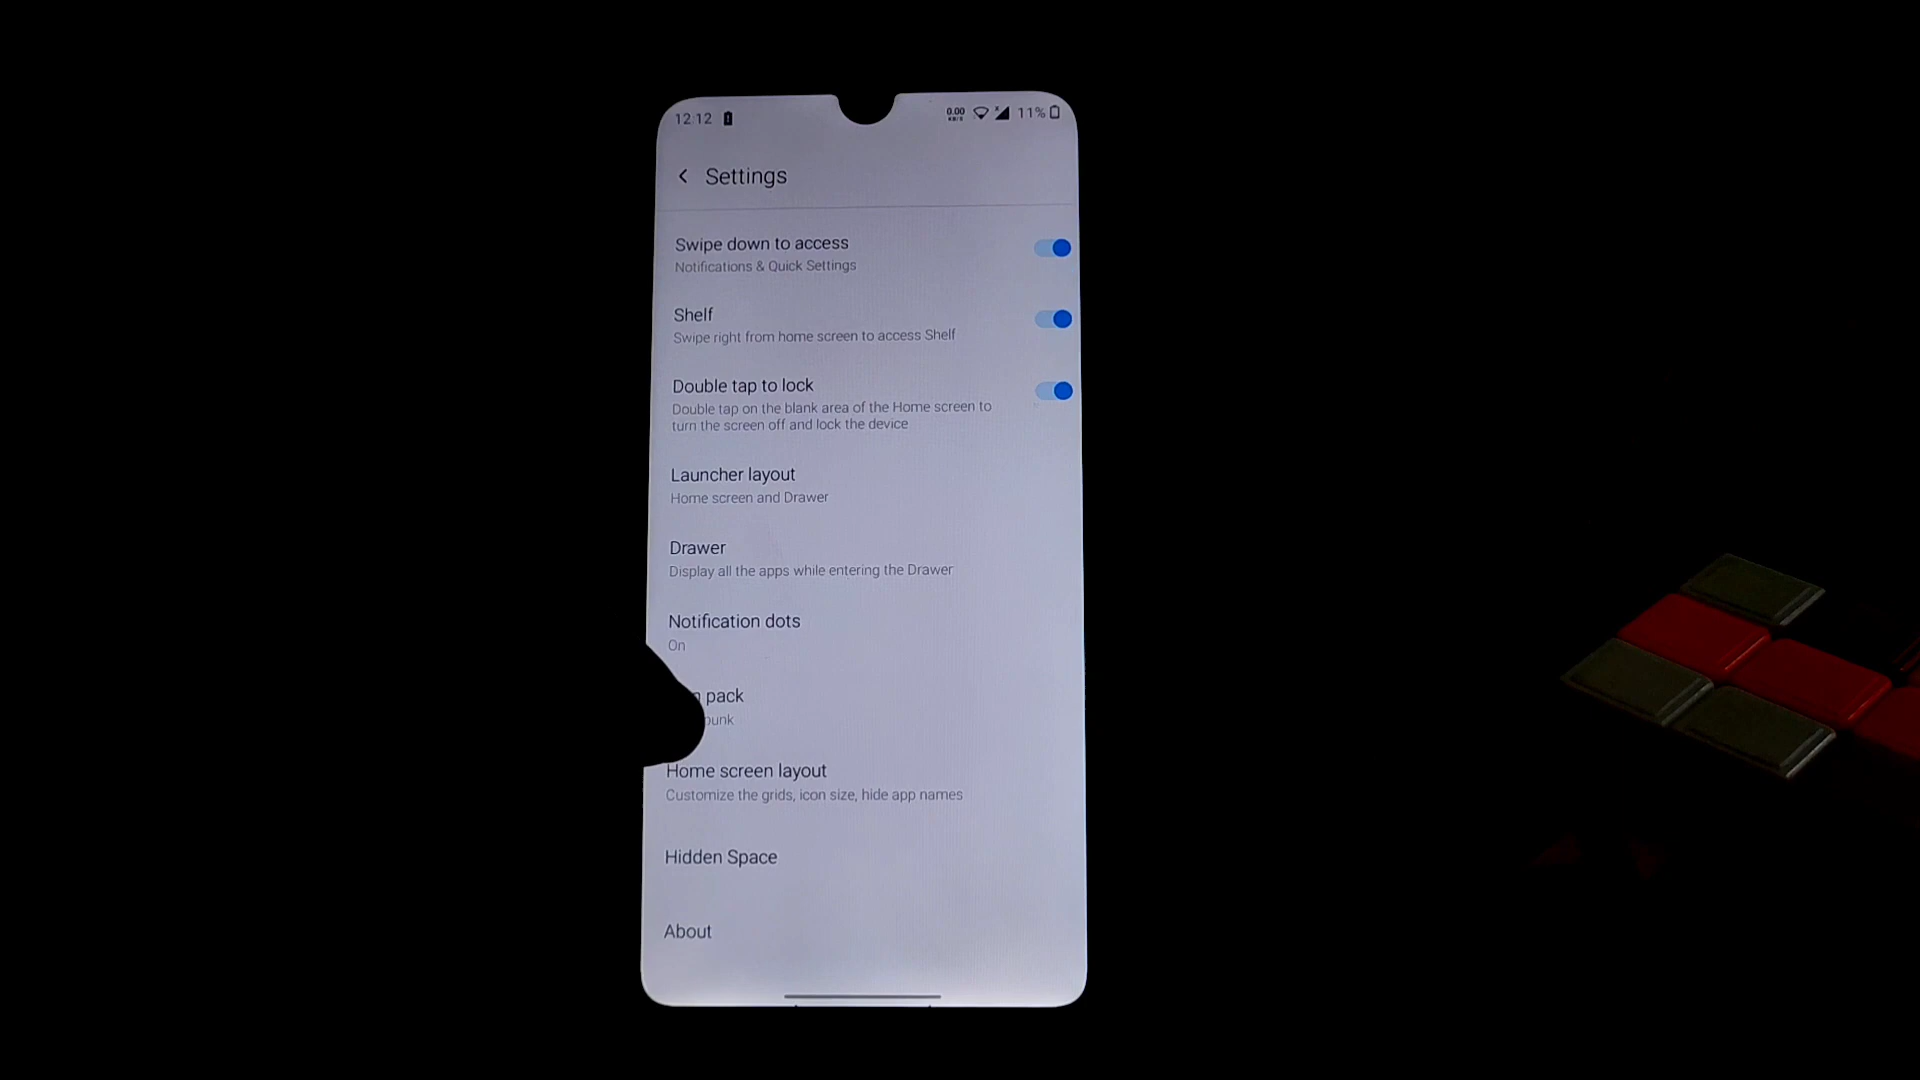 12:12 0.00 KB/S 11%
Settings
Swipe down to access
Notifications & Quick Settings
Shelf
Swipe right from home screen to access Shelf
Double tap to lock
Double tap on the blank area of the Home screen to
turn the screen off and lock the device
Launcher layout
Home screen and Drawer
Drawer
Display all the apps while entering the Drawer
Notification dots
On
pack
Home screen layout
Customize the grids, icon size, hide app names
Hidden Space
About